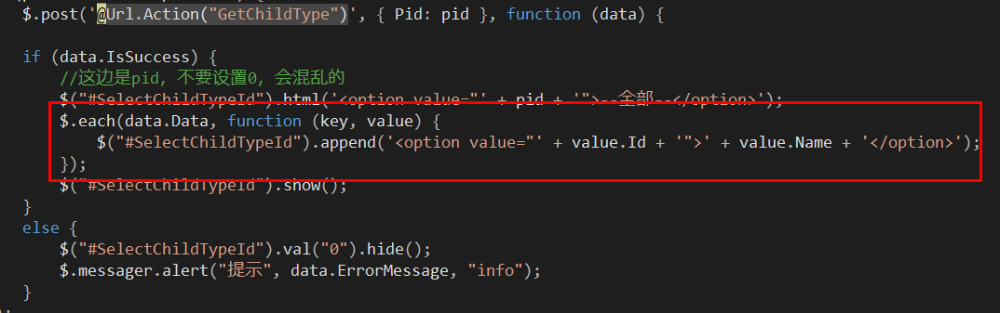 $.post('@Url.Action("GetChildType")', { Pid: pid }, function (data) {
if (data.IsSuccess) {
//这边是pid, 不要设置0, 会混乱的
$("#SelectChildTypeId").html('<option value="' + pid + '">--全部--</option>');
$.each(data.Data, function (key, value) {
$("#SelectChildTypeId").append('<option value="' + value.Id + '">' + value.Name + '</option>');
});
$("#SelectChildTypeId").show();
}
else {
$("#SelectChildTypeId").val("0").hide();
$.messager.alert("提示", data.ErrorMessage, "info");
}